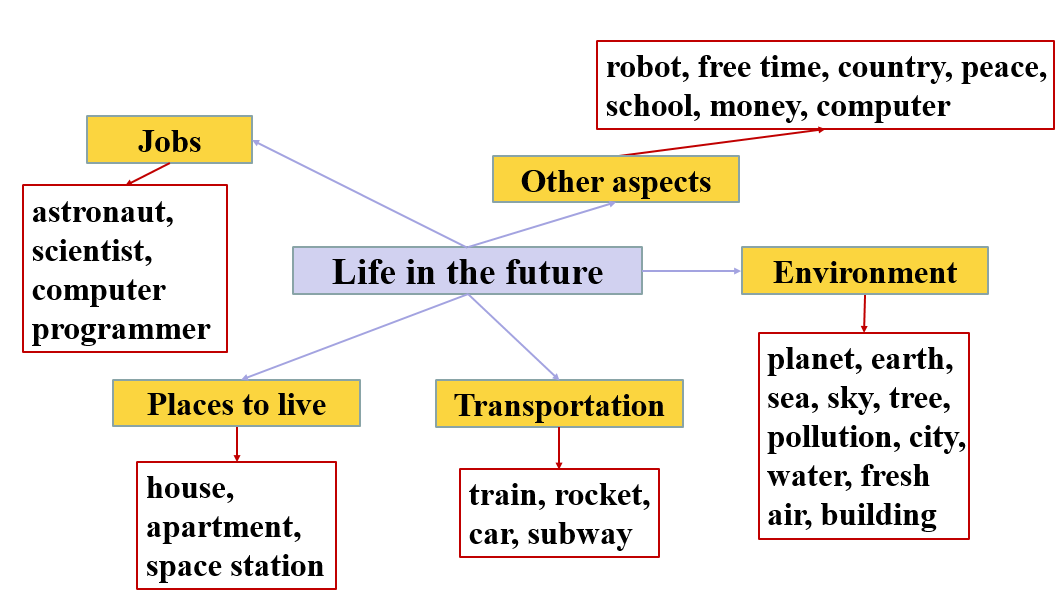 robot, free time, country, peace,
school, money, computer
Jobs
Other aspects
astronaut,
scientist,
computer
programmer
Life in the future
Environment
planet, earth,
sea, sky, tree,
pollution, city,
water, fresh
air, building
Places to live
Transportation
house,
apartment,
space station
train, rocket,
car, subway